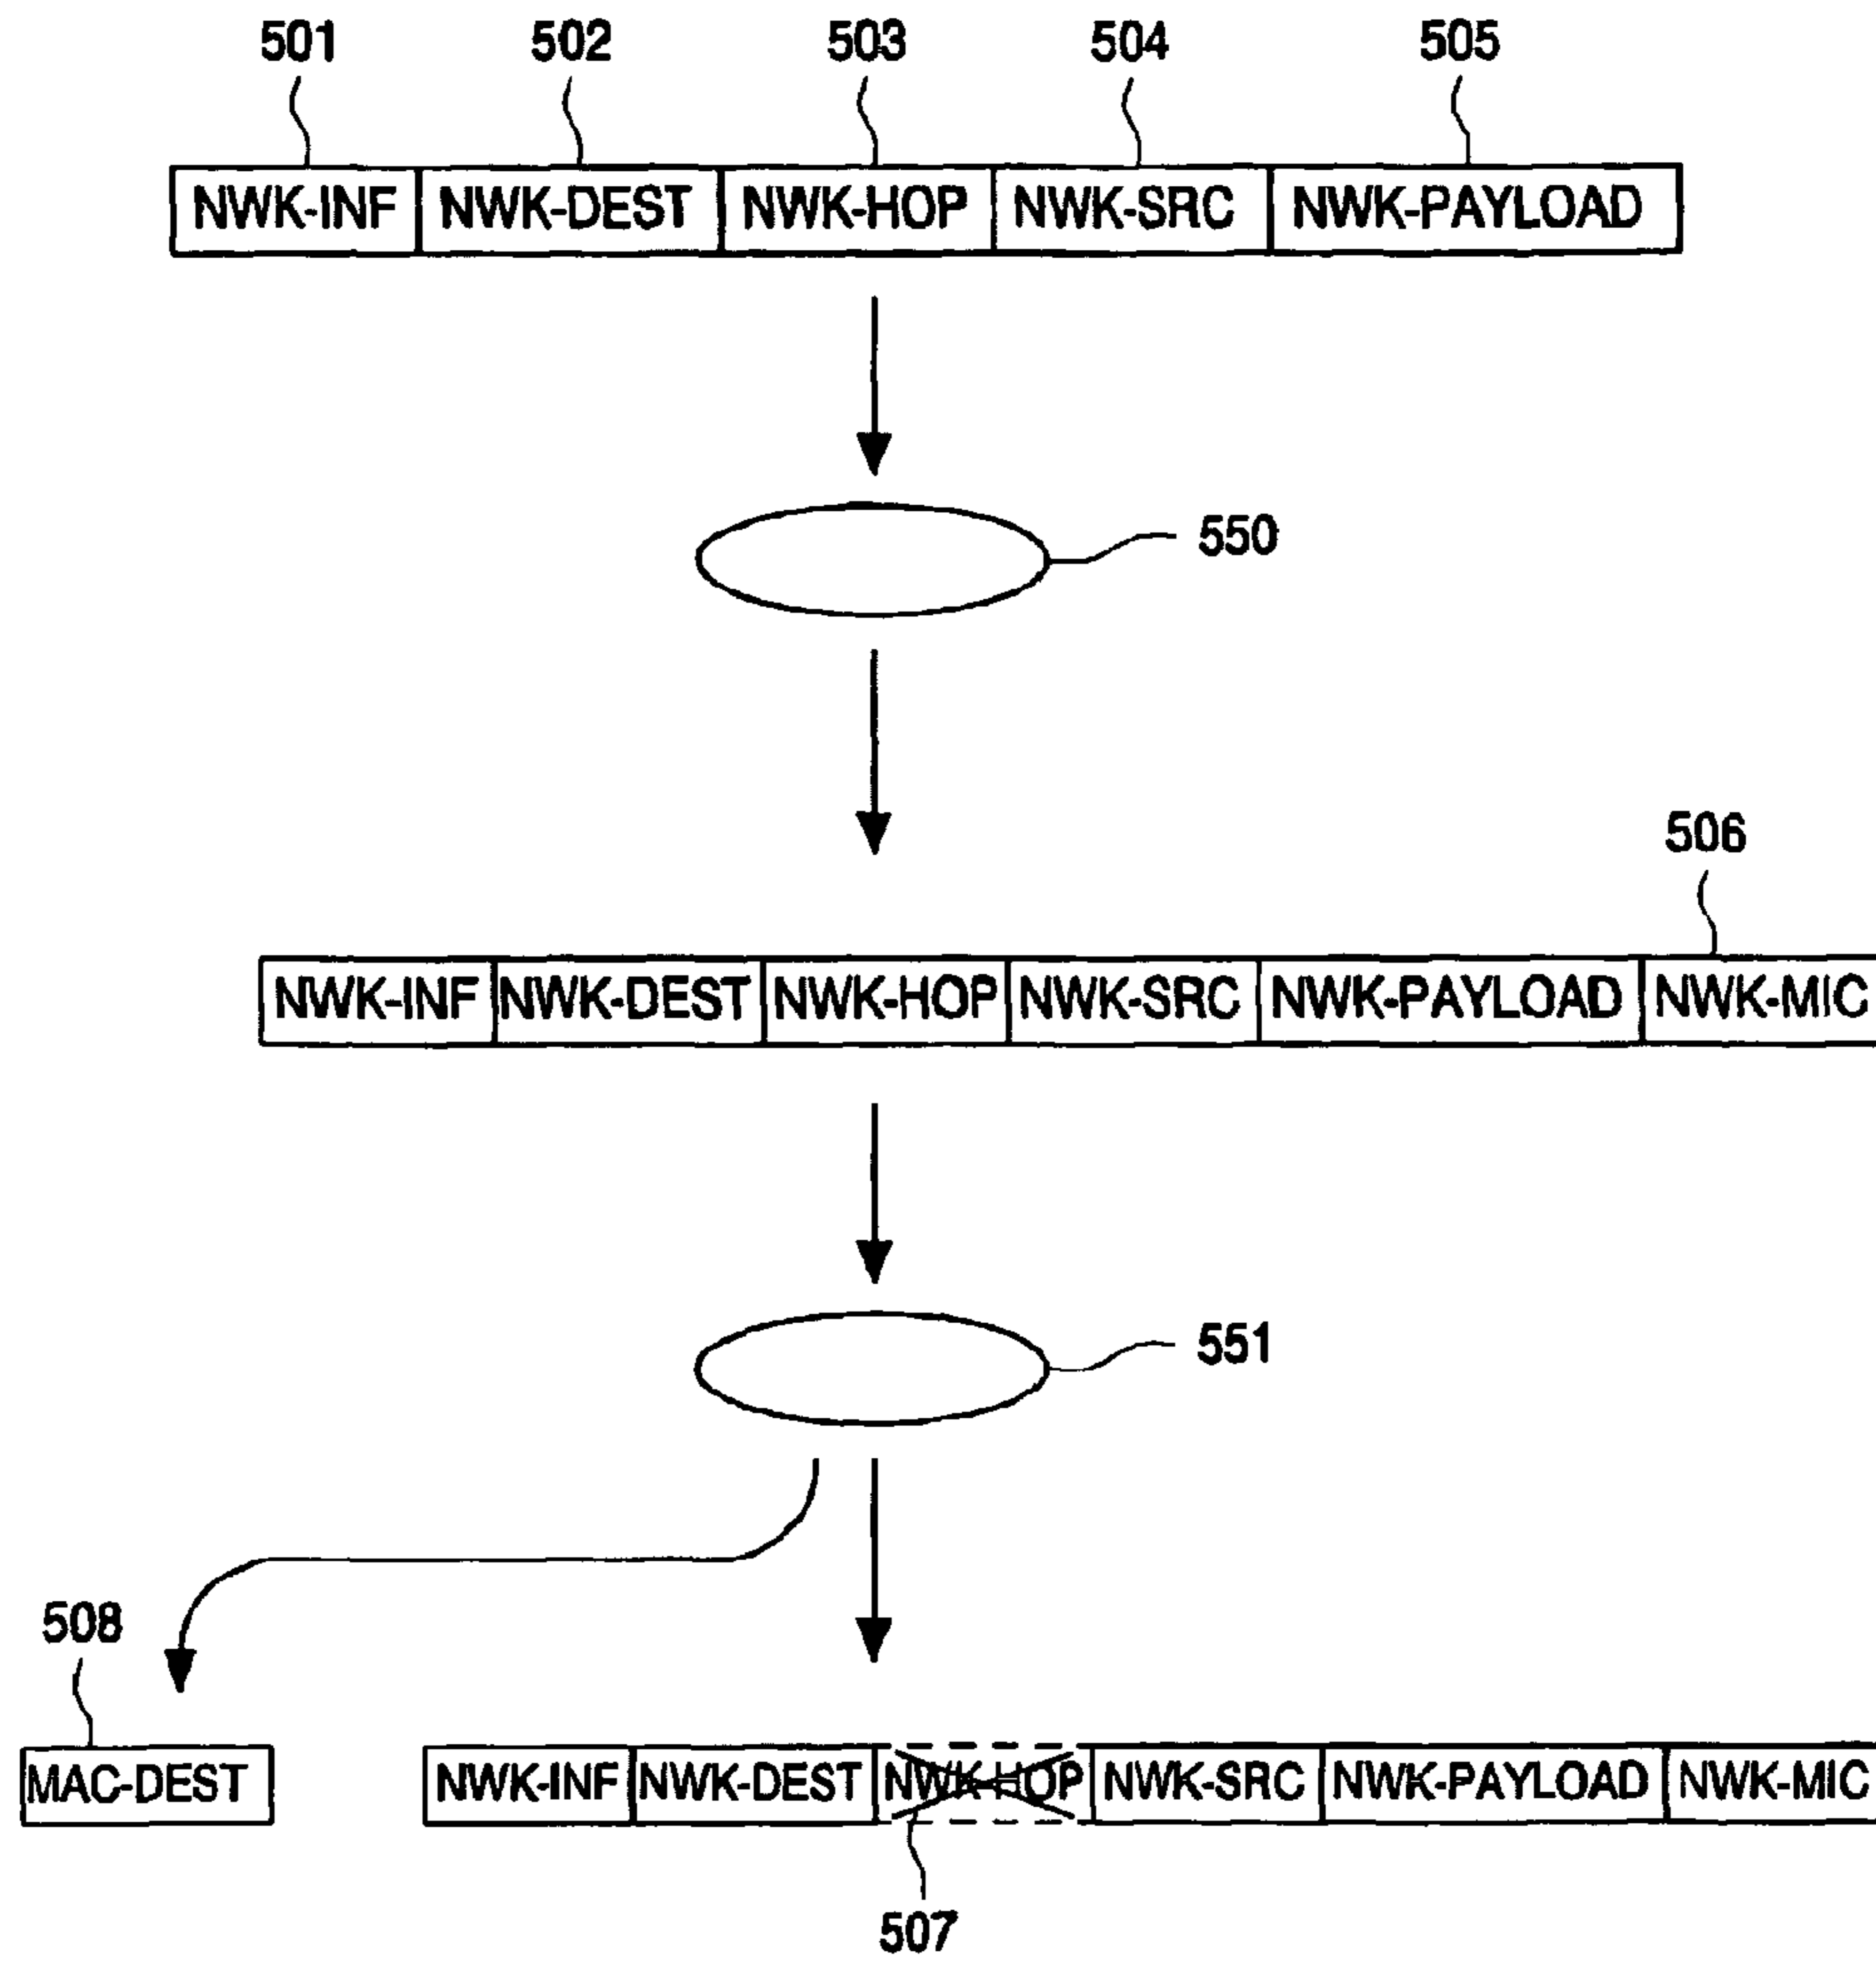 501 502 503 504 505
NWK-INF NWK-DEST NWK-HOP NWK-SRC NWK-PAYLOAD
550
506
NWK-INF NWK-DEST NWK-HOP NWK-SRC NWK-PAYLOAD NWK-MIC
551
508
MAC-DEST NWK-INF NWK-DEST NWK-HOP NWK-SRC NWK-PAYLOAD NWK-MIC
507